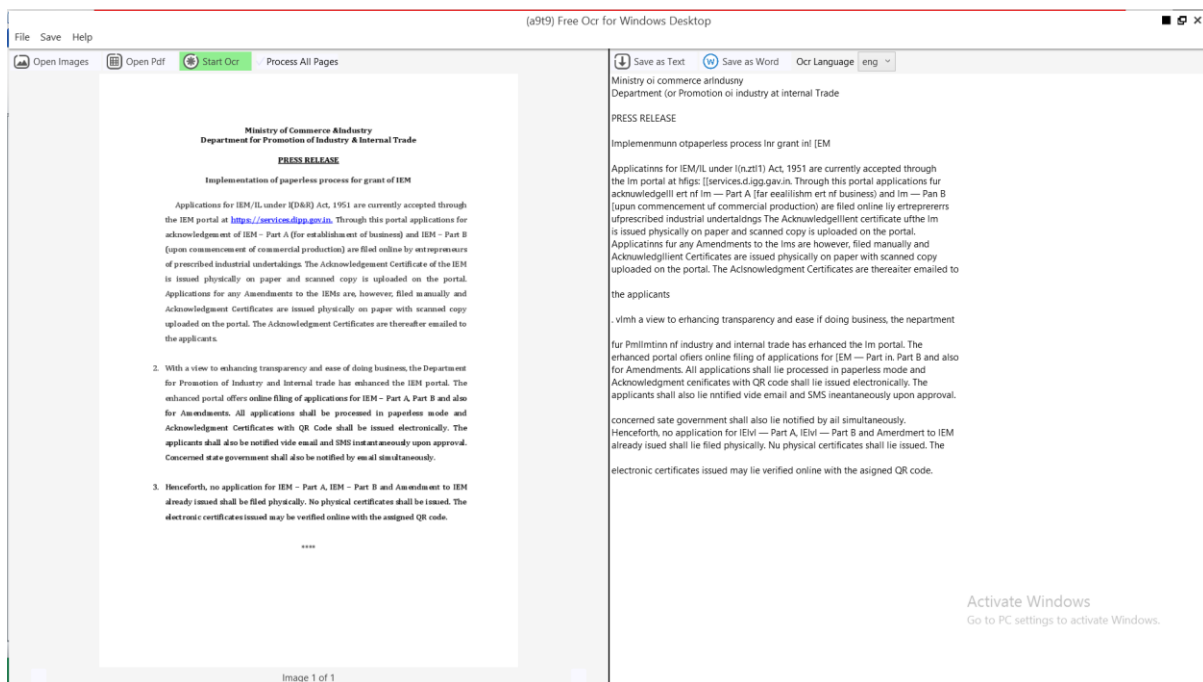 (a9t9) Free Ocr for Windows Desktop
File Save Help
Open Images Open Pdf Start Ocr Process All Pages
Ministry of Commerce &Industry
Department for Promotion of Industry & Internal Trade
PRESS RELEASE
Implementation of paperless process for grant of IEM
Applications for IEM/IL under I(D&R) Act, 1951 are currently accepted through
the IEM portal at https://services.dipp.gov.in. Through this portal applications for
acknowledgement of IEM – Part A (for establishment of business) and IEM – Part B
(upon commencement of commercial production) are filed online by entrepreneurs
of prescribed industrial undertakings. The Acknowledgement Certificate of the IEM
is issued physically on paper and scanned copy is uploaded on the portal.
Applications for any Amendments to the IEMs are, however, filed manually and
Acknowledgment Certificates are issued physically on paper with scanned copy
uploaded on the portal. The Acknowledgment Certificates are thereafter emailed to
the applicants.
2. With a view to enhancing transparency and ease of doing business, the Department
for Promotion of Industry and Internal trade has enhanced the IEM portal. The
enhanced portal offers online filing of applications for IEM – Part A, Part B and also
for Amendments. All applications shall be processed in paperless mode and
Acknowledgment Certificates with QR Code shall be issued electronically. The
applicants shall also be notified vide email and SMS instantaneously upon approval.
Concerned state government shall also be notified by email simultaneously.
3. Henceforth, no application for IEM – Part A, IEM – Part B and Amendment to IEM
already issued shall be filed physically. No physical certificates shall be issued. The
electronic certificates issued may be verified online with the assigned QR code.
****
Image 1 of 1
Save as Text Save as Word Ocr Language eng
Ministry oi commerce arIndusny
Department (or Promotion oi industry at internal Trade
PRESS RELEASE
Implemenmunn otpaperless process lnr grant in! [EM
Applicatinns for IEM/IL under I(n.ztl1) Act, 1951 are currently accepted through
the lm portal at hfigs: [[services.d.igg.gav.in. Through this portal applications fur
acknuwledgelll ert nf lm — Part A [far eealilishm ert nf business) and lm — Pan B
[upon commencement uf commercial production) are filed online liy ertreprererrs
ufprescribed industrial undertaldngs The Acknuwledgelllent certificate ufthe lm
is issued physically on paper and scanned copy is uploaded on the portal.
Applicatinns fur any Amendments to the lms are however, filed manually and
Acknuwledgllient Certificates are issued physically on paper with scanned copy
uploaded on the portal. The Aclsnowledgment Certificates are thereaiter emailed to
the applicants
. vlmh a view to enhancing transparency and ease if doing business, the nepartment
fur Pmllmtinn nf industry and internal trade has erhanced the lm portal. The
erhanced portal ofiers online filing of applications for [EM — Part in. Part B and also
for Amendments. All applications shall lie processed in paperless mode and
Acknowledgment cenificates with QR code shall lie issued electronically. The
applicants shall also lie nntified vide email and SMS ineantaneously upon approval.
concerned sate government shall also lie notified by ail simultaneously.
Henceforth, no application for IElvl — Part A, IElvl — Part B and Amerdmert to IEM
already isued shall lie filed physically. Nu physical certificates shall lie issued. The
electronic certificates issued may lie verified online with the asigned QR code.
Activate Windows
Go to PC settings to activate Windows.